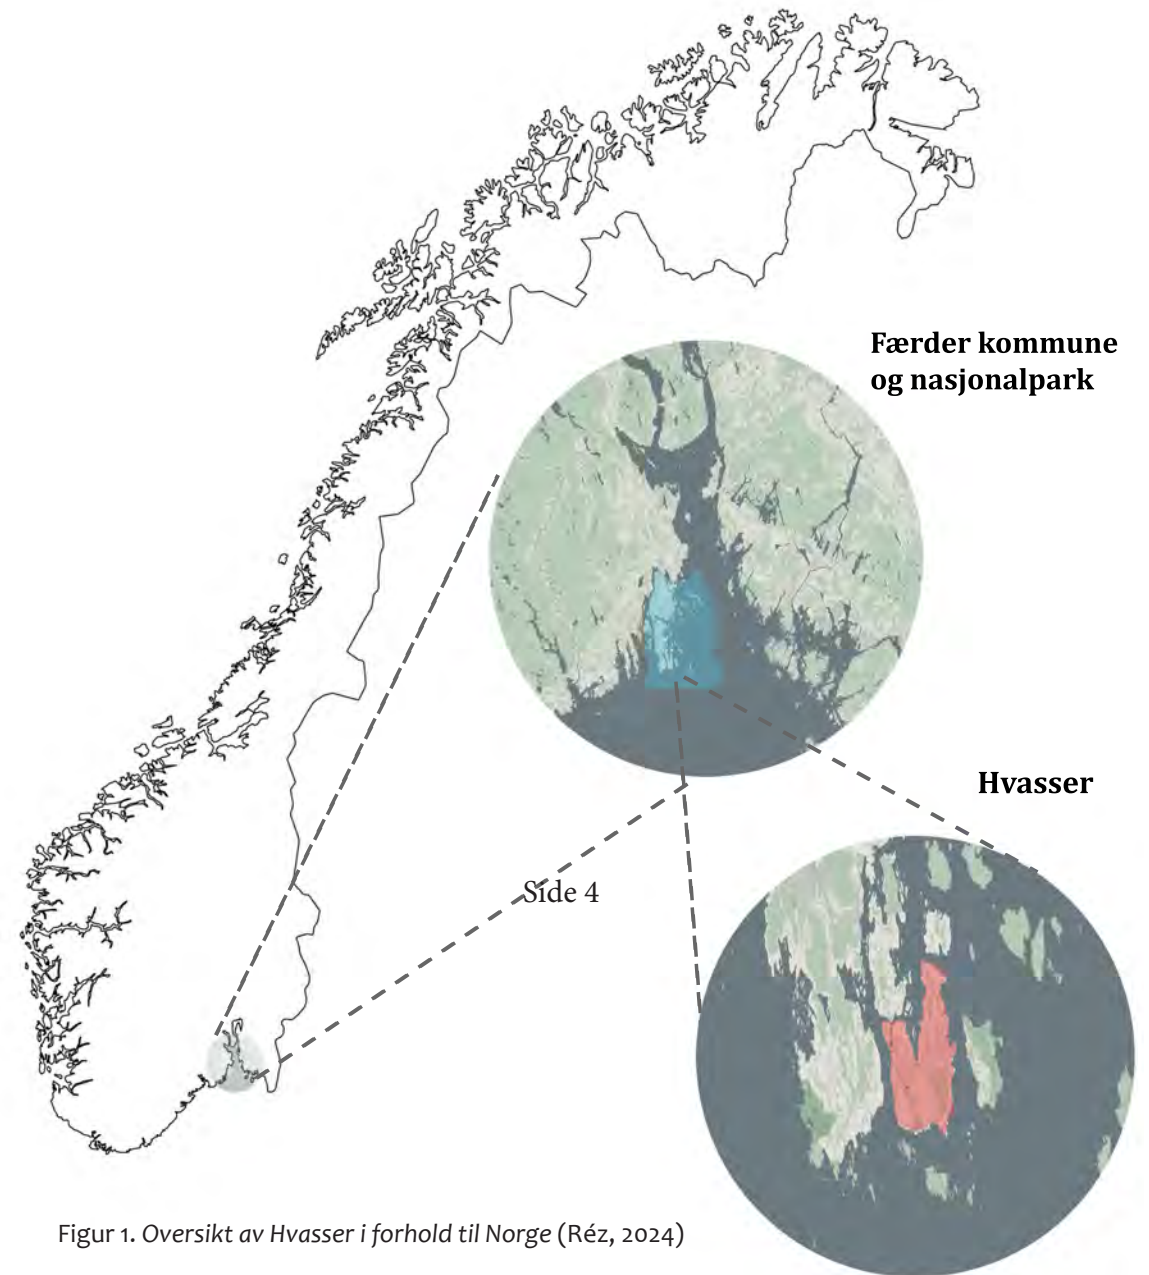 Færder kommune
og nasjonalpark
Hvasser
Side 4
Figur 1. Oversikt av Hvasser i forhold til Norge (Réz, 2024)